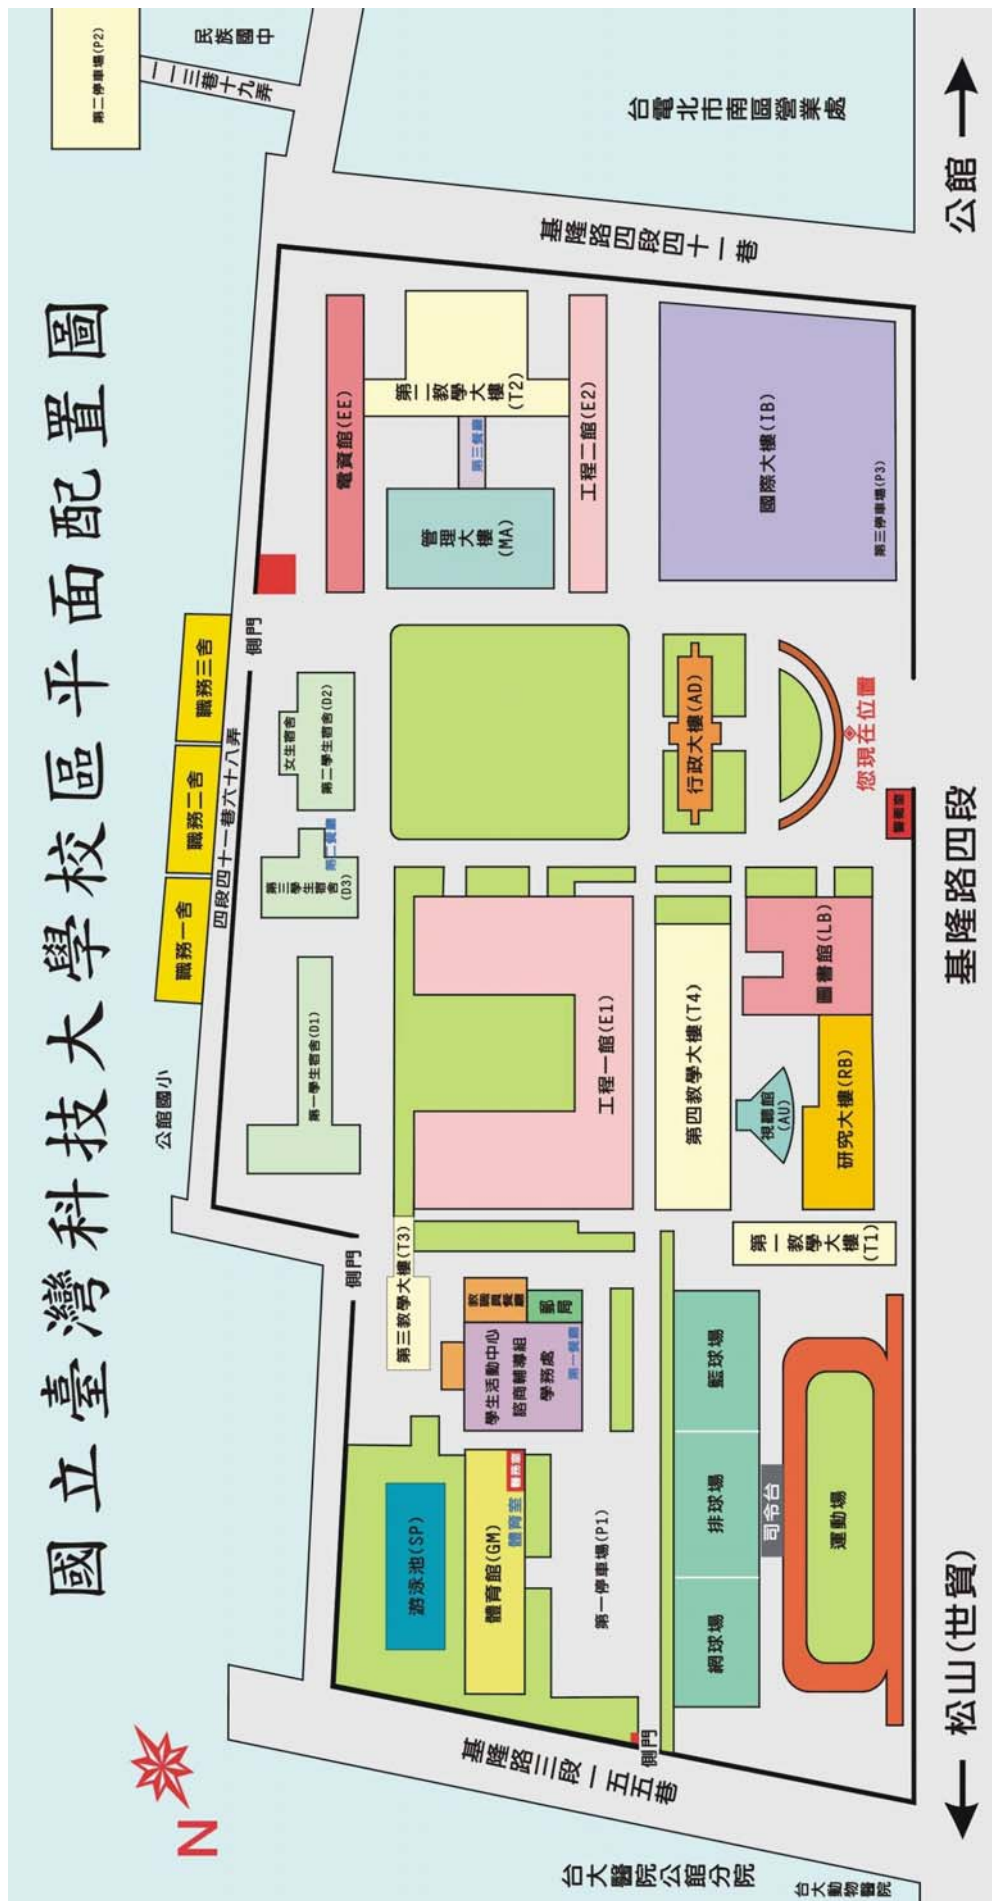 國立臺灣科技大學校區平面配置圖
N
民族國中
第二停車場(P2)
一一三巷十九弄
台電北市南區營業處
公館
基隆路四段四十一巷
電資館(EE)
第二教學
大樓(T2)
第三餐廳
管理
大樓
(MA)
工程二館(E2)
國際大樓(IB)
第三停車場(P3)
側門
職務三舍
職務二舍
職務一舍
四段四十一巷六十八弄
女生宿舍
第二學生宿舍(D2)
第二餐廳
第三學生
宿舍(D3)
第一學生宿舍(D1)
公館國小
行政大樓(AD)
您現在位置
警衛室
基隆路四段
工程一館(E1)
第四教學大樓(T4)
圖書館(LB)
視聽館
(AU)
研究大樓(RB)
第一
教學
大樓
(T1)
側門
第三教學大樓(T3)
教職員
餐廳
郵局
學生活動中心
諮商輔導組
學務處
第一餐廳
游泳池(SP)
體育館(GM)
體育室
第一停車場(P1)
籃球場
排球場
網球場
司令台
運動場
側門
基隆路三段一五五巷
松山(世貿)
台大醫院公館分院
台大動物醫院